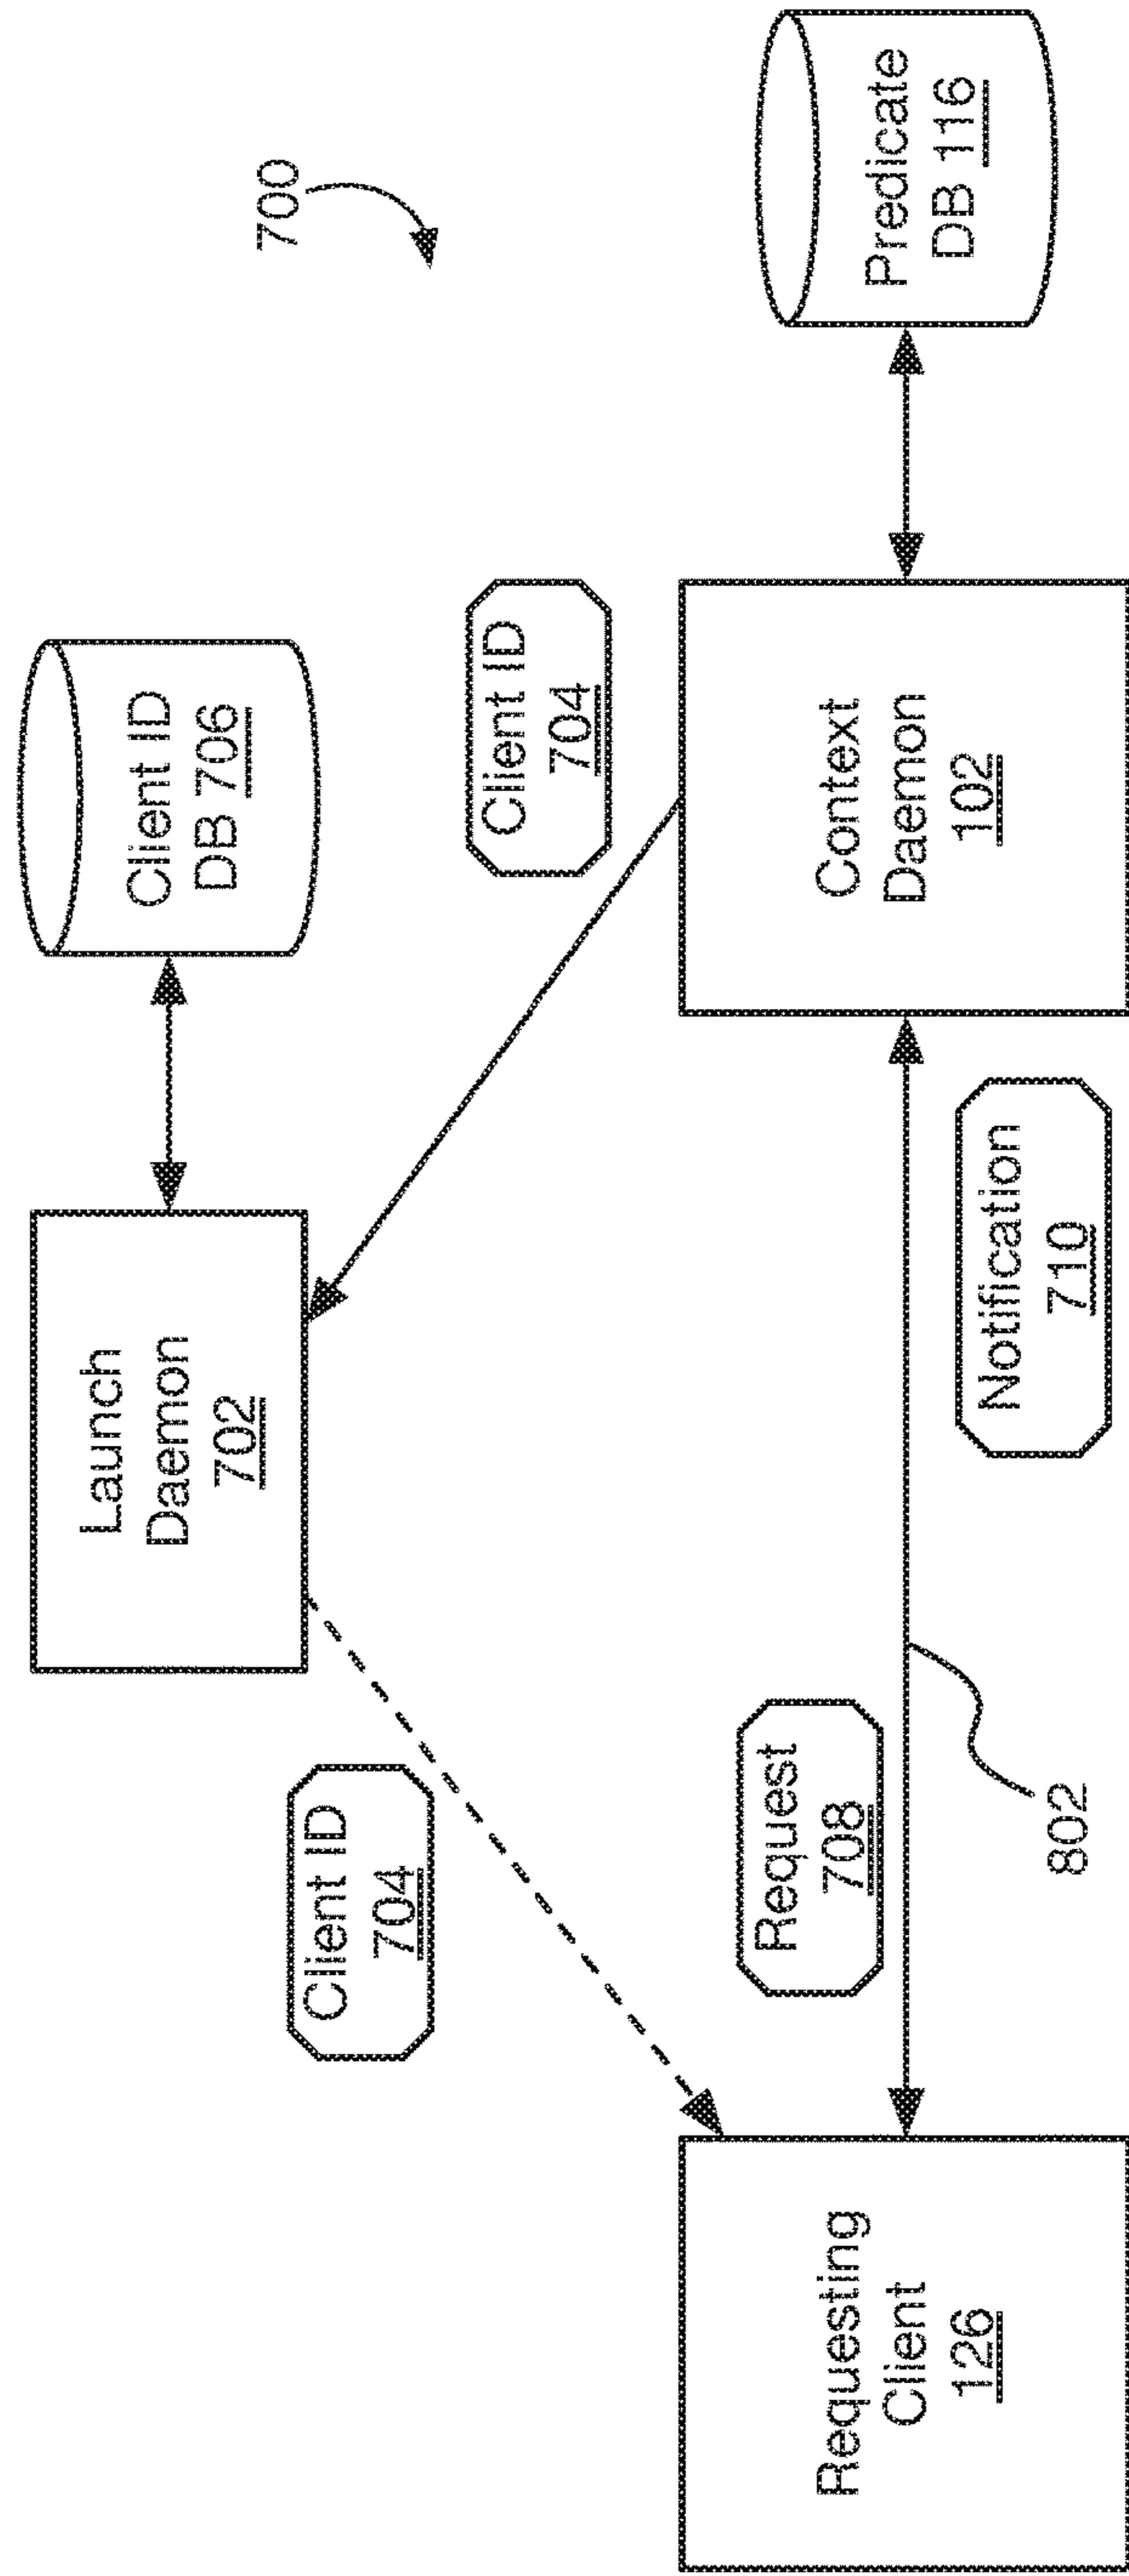 700
Launch
Daemon
702
Client ID
DB 706
Client ID
704
Client ID
704
Requesting
Client
126
Request
708
802
Notification
710
Context
Daemon
102
Predicate
DB 116